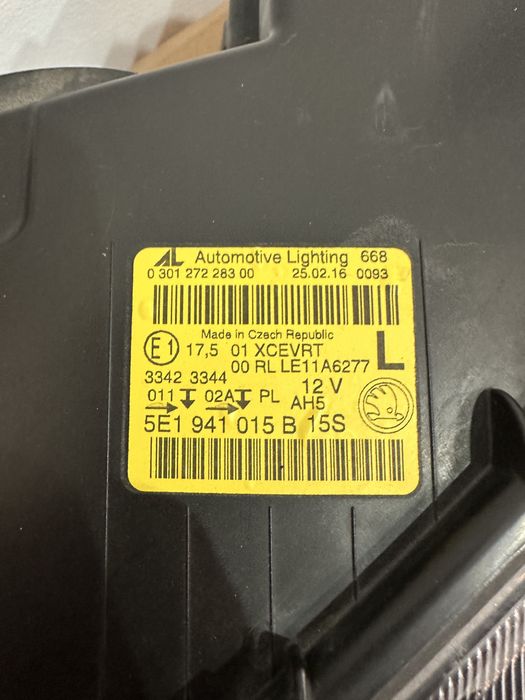 AL Automotive Lighting 668
0 301 272 283 00 25.02.16 0093
Made in Czech Republic
E1 17,5 01 XCEVRT L
00 RL LE11A6277
3342 3344 12 V
011 02A PL AH5
5E1 941 015 B 15S